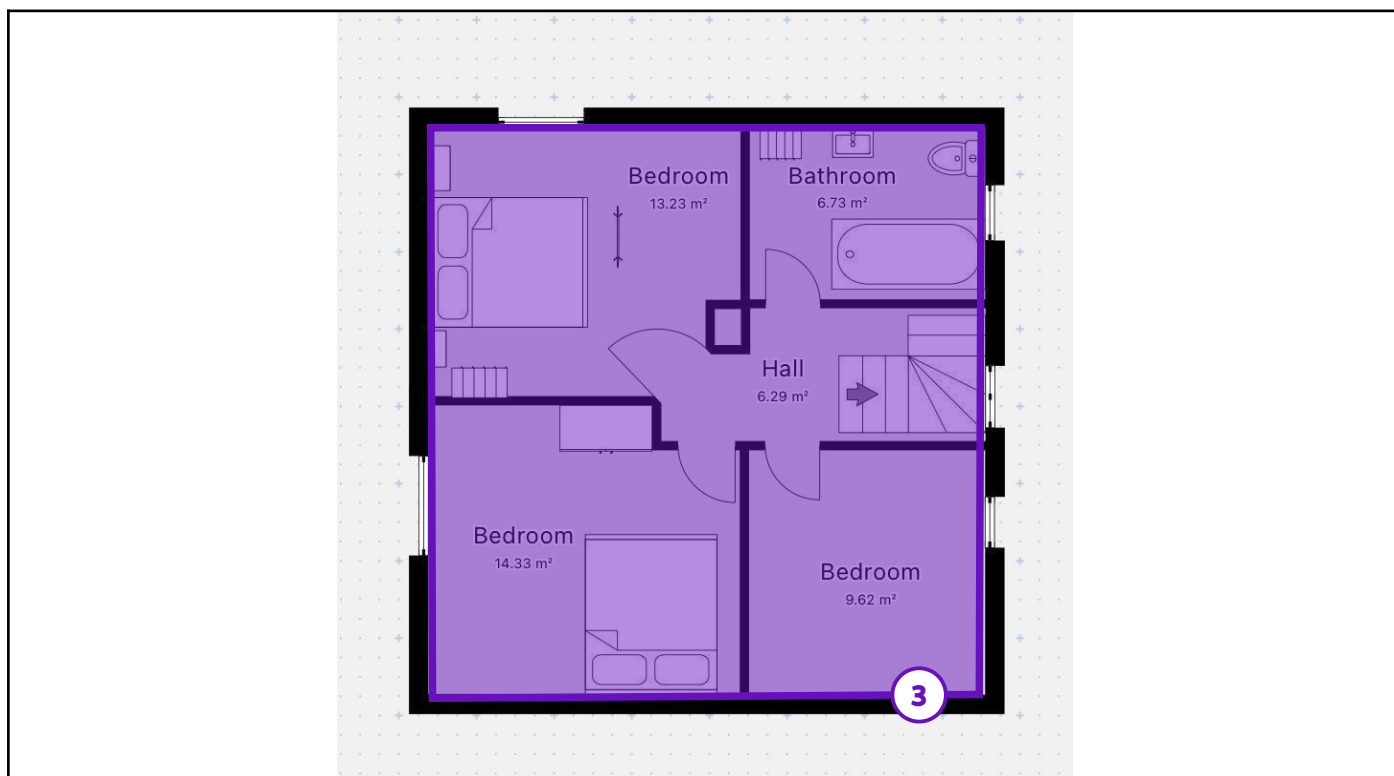 Bedroom
13.23 m²
Bathroom
6.73 m²
Hall
6.29 m²
Bedroom
14.33 m²
Bedroom
9.62 m²
3